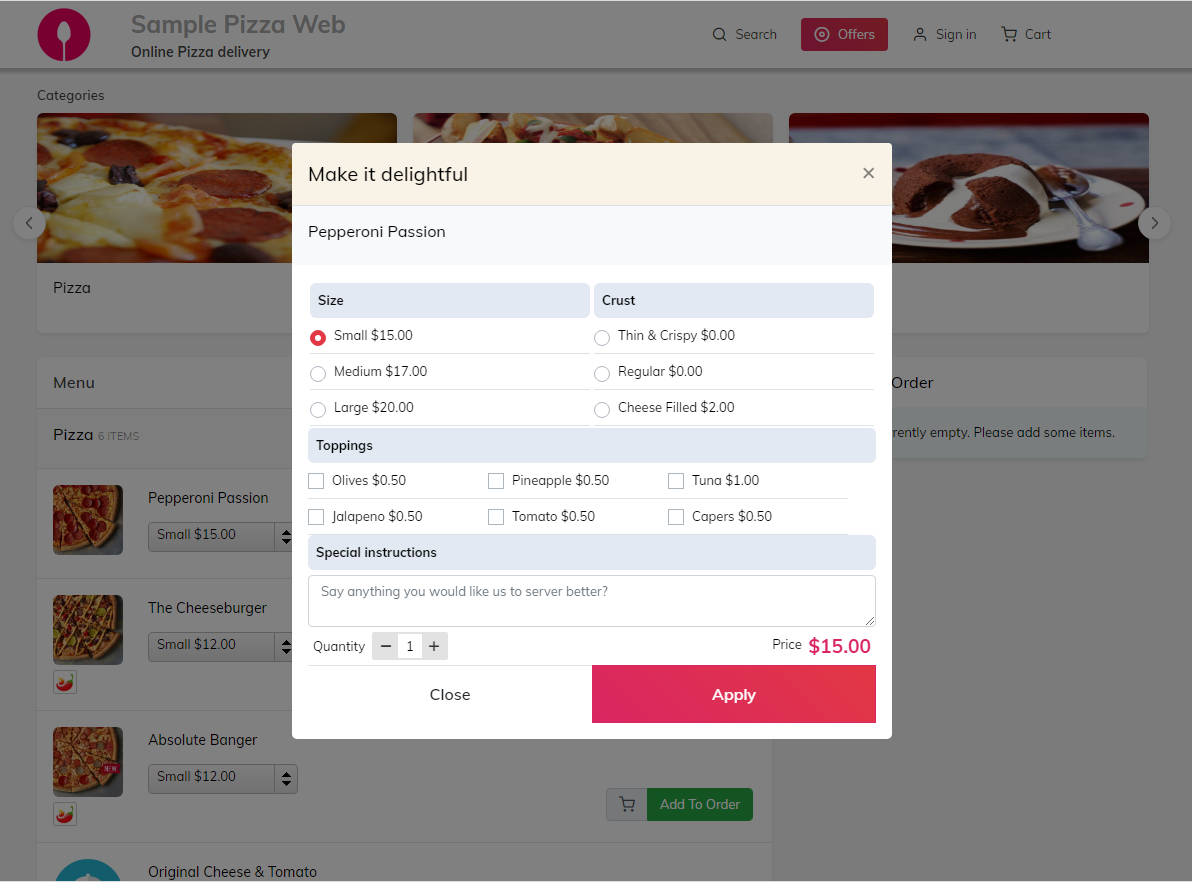 Sample Pizza Web
Online Pizza delivery
Search
Offers
Sign in
Cart
Categories
Make it delightful
×
Pepperoni Passion
Pizza
Size
Crust
Small $15.00
Thin & Crispy $0.00
Medium $17.00
Regular $0.00
Large $20.00
Cheese Filled $2.00
Toppings
Olives $0.50
Pineapple $0.50
Tuna $1.00
Jalapeno $0.50
Tomato $0.50
Capers $0.50
Special instructions
Say anything you would like us to server better?
Quantity
− 1 +
Price $15.00
Close
Apply
Menu
Pizza 6 ITEMS
Pepperoni Passion
Small $15.00
The Cheeseburger
Small $12.00
Absolute Banger
NEW
Small $12.00
Add To Order
Original Cheese & Tomato
Order
empty. Please add some items.